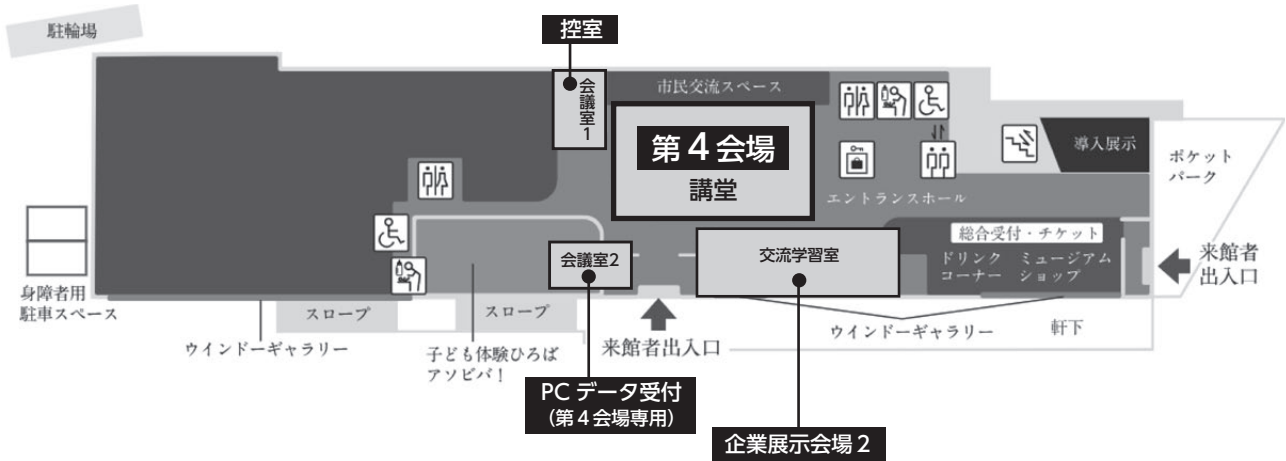 駐輪場
控室
会議室1
市民交流スペース
第4会場
講堂
導入展示
ポケット
パーク
エントランスホール
総合受付・チケット
ドリンク
コーナー
ミュージアム
ショップ
来館者
出入口
会議室2
交流学習室
身障者用
駐車スペース
スロープ
スロープ
ウインドーギャラリー
子ども体験ひろば
アソビバ！
来館者出入口
ウインドーギャラリー
軒下
PCデータ受付
（第4会場専用）
企業展示会場2